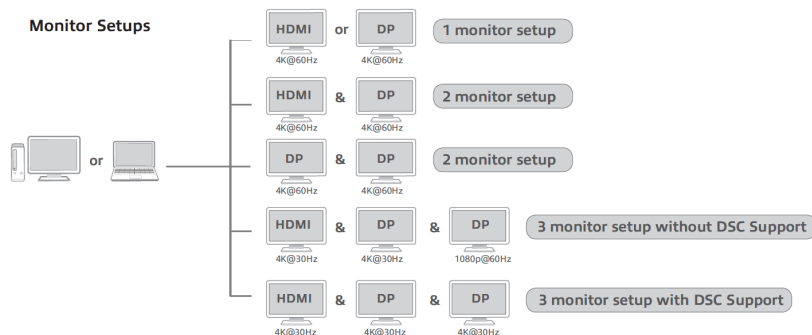 Monitor Setups
HDMI or DP 1 monitor setup
4K@60Hz 4K@60Hz
HDMI & DP 2 monitor setup
4K@60Hz 4K@60Hz
or
DP & DP 2 monitor setup
4K@60Hz 4K@60Hz
HDMI & DP & DP 3 monitor setup without DSC Support
4K@30Hz 4K@30Hz 1080p@60Hz
HDMI & DP & DP 3 monitor setup with DSC Support
4K@30Hz 4K@30Hz 4K@30Hz